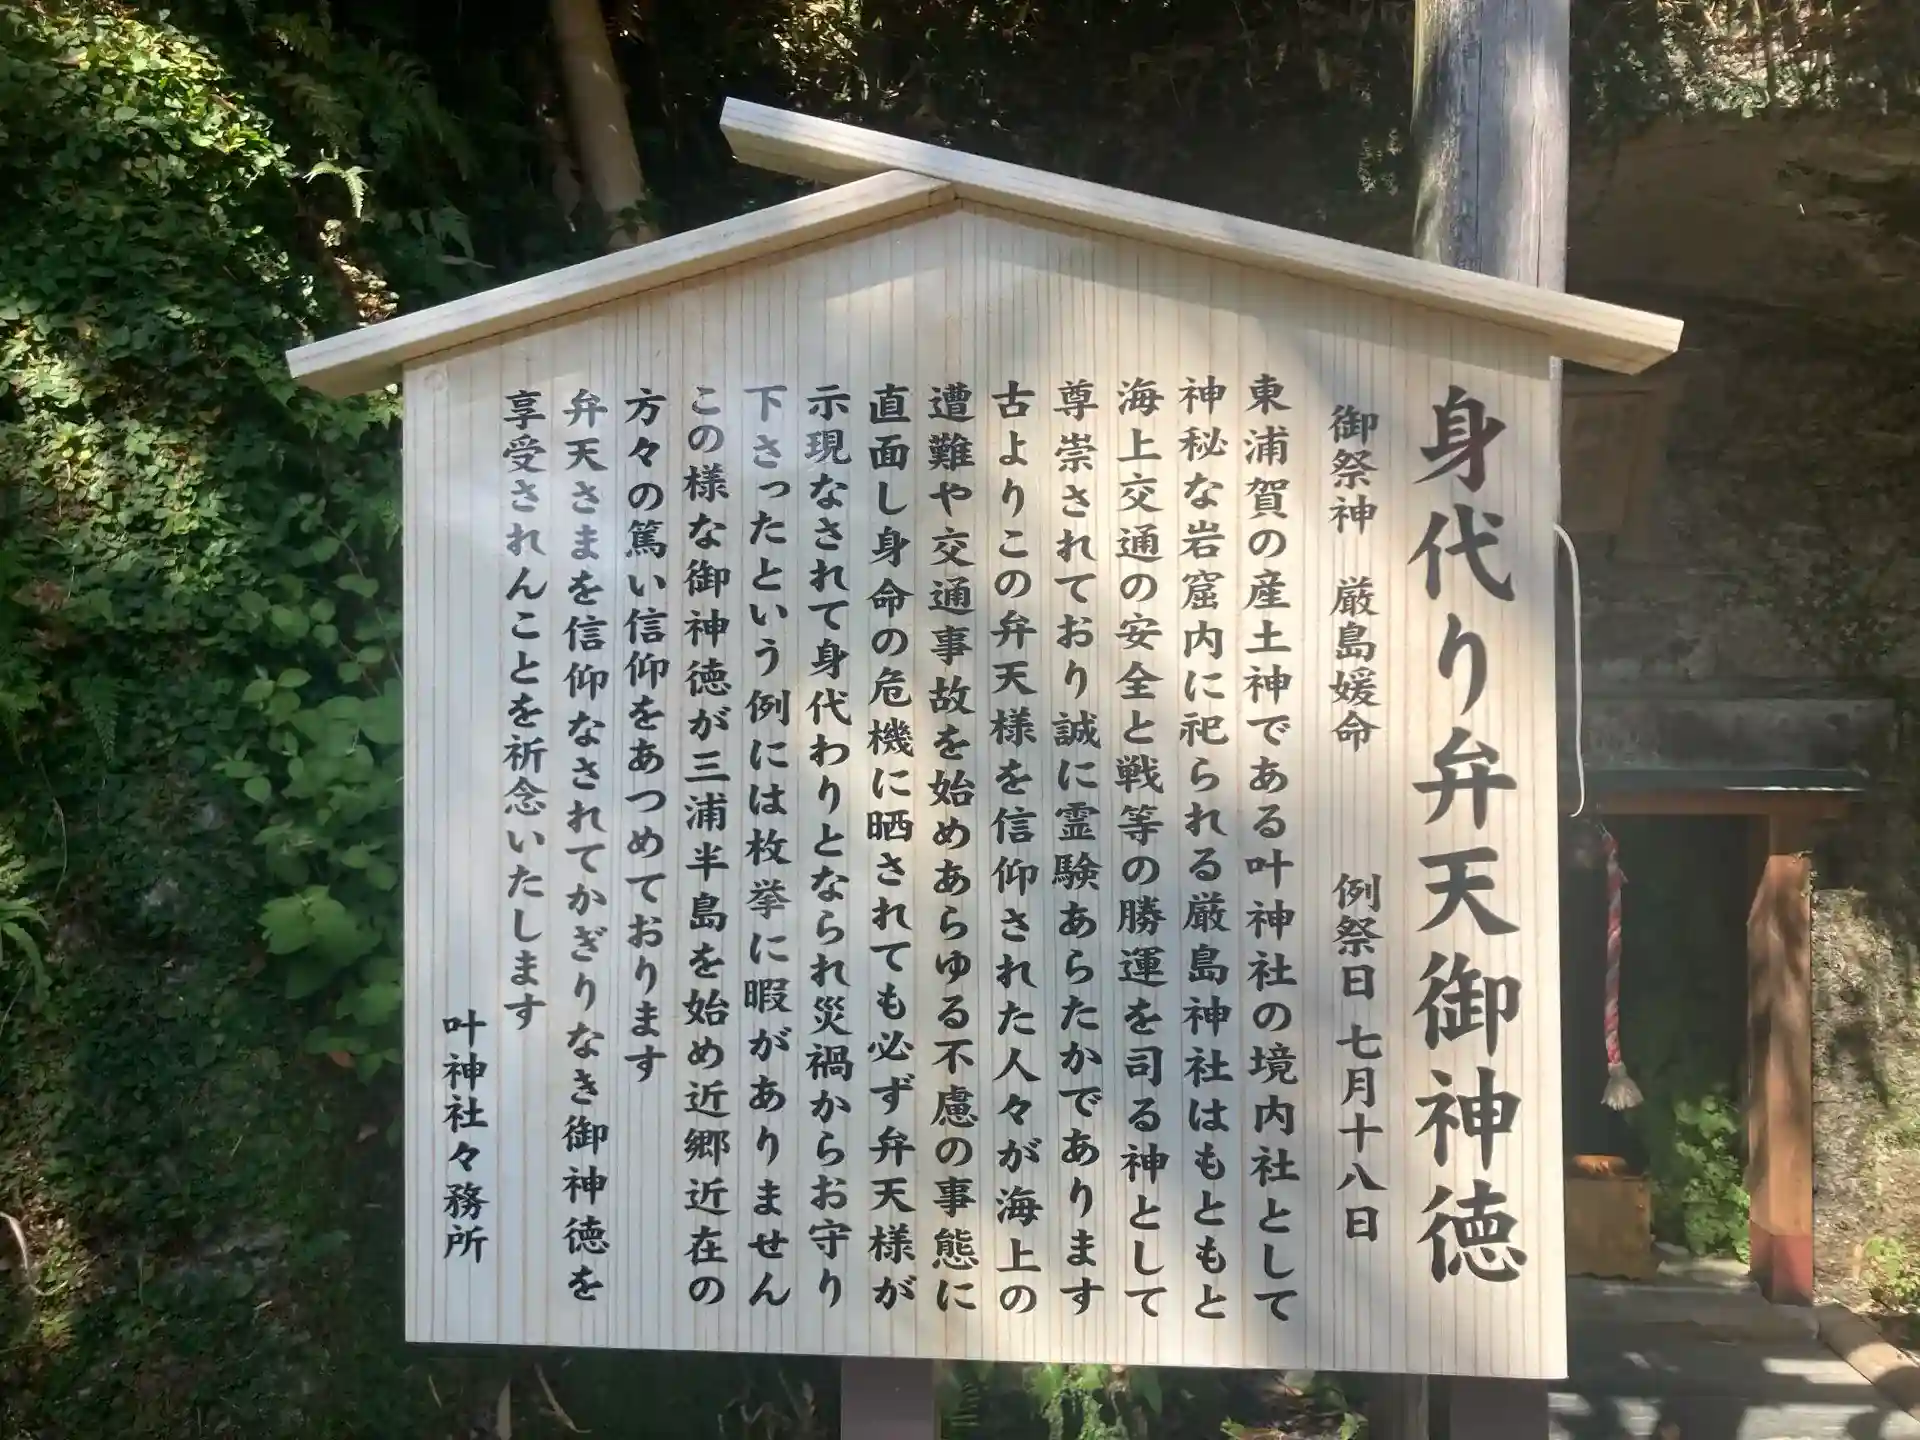 身代り弁天御神徳
御祭神　厳島媛命　例祭日　七月十八日
東浦賀の産土神である叶神社の境内社として
神秘な岩窟内に祀られる厳島神社はもともと
海上交通の安全と戦等の勝運を司る神として
尊崇されており誠に霊験あらたかであります
古よりこの弁天様を信仰された人々が海上の
遭難や交通事故を始めあらゆる不慮の事態に
直面し身命の危機に晒されても必ず弁天様が
示現なされて身代わりとなられ災禍からお守り
下さったという例には枚挙に暇がありません
この様な御神徳が三浦半島を始め近郷近在の
方々の篤い信仰をあつめております
弁天さまを信仰なされてかぎりなき御神徳を
享受されんことを祈念いたします
叶神社々務所